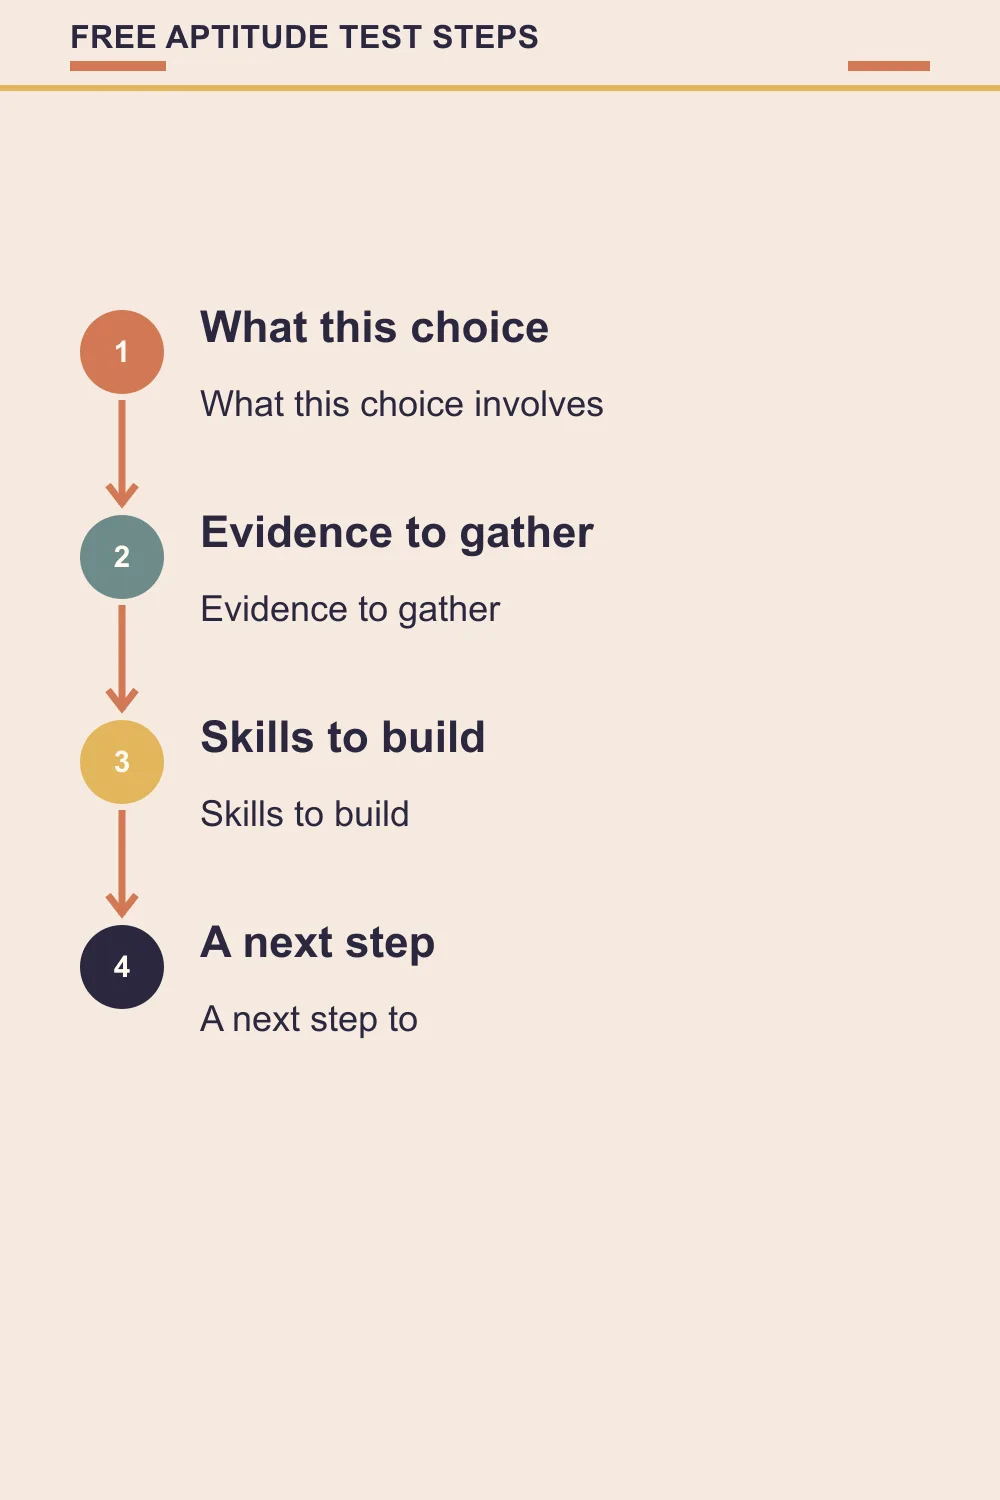 FREE APTITUDE TEST STEPS
1
What this choice
What this choice involves
2
Evidence to gather
Evidence to gather
3
Skills to build
Skills to build
4
A next step
A next step to